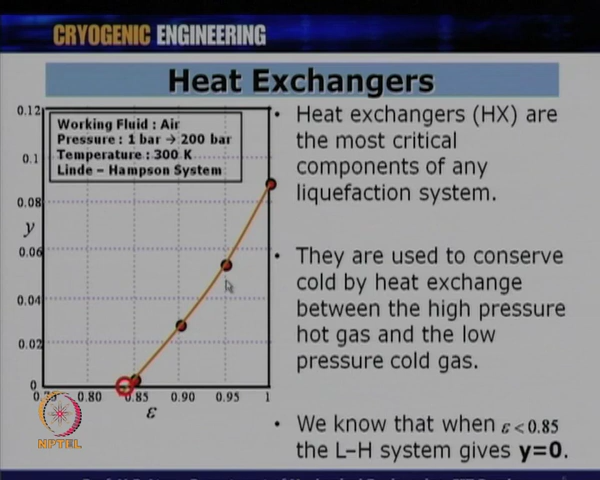 CRYOGENIC ENGINEERING
Heat Exchangers
Working Fluid : Air
Pressure : 1 bar → 200 bar
Temperature : 300 K
Linde – Hampson System
0.12
0.1
0.08
y
0.06
0.04
0.02
0
0.80
0.85
0.90
0.95
1
ε
• Heat exchangers (HX) are
the most critical
components of any
liquefaction system.
• They are used to conserve
cold by heat exchange
between the high pressure
hot gas and the low
pressure cold gas.
• We know that when ε < 0.85
the L–H system gives y=0.
NPTEL